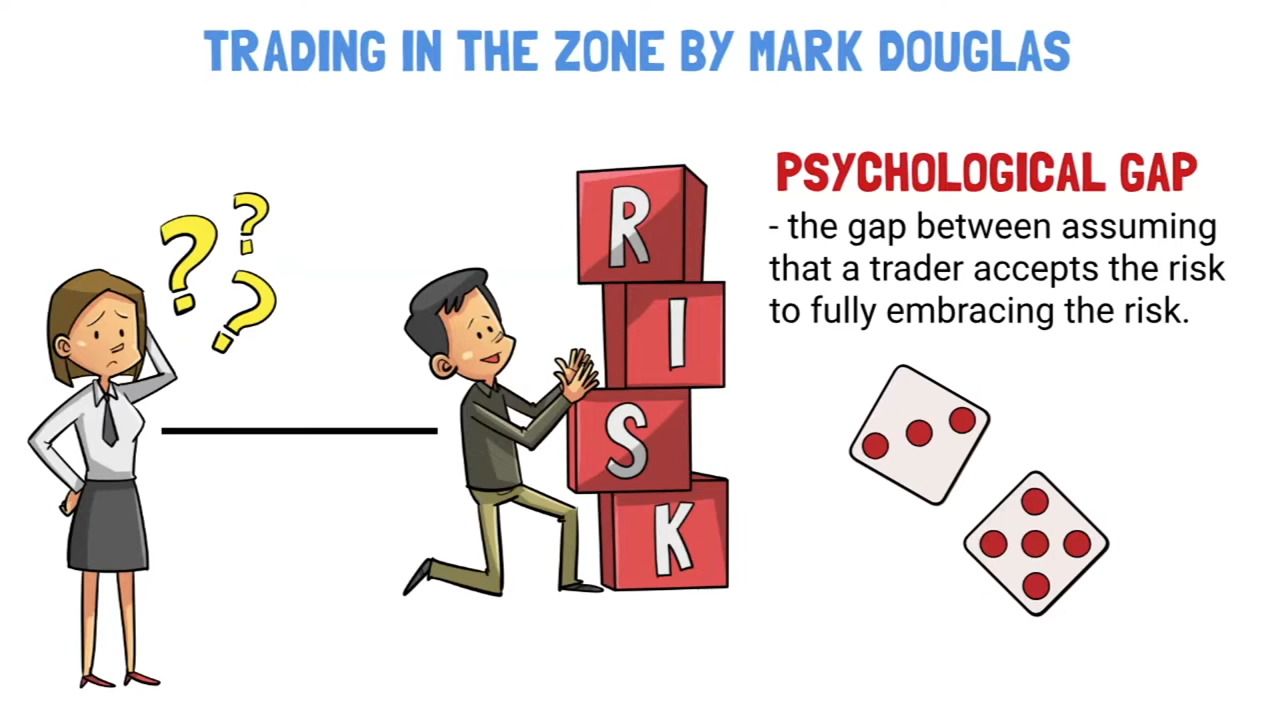 TRADING IN THE ZONE BY MARK DOUGLAS
PSYCHOLOGICAL GAP
- the gap between assuming
that a trader accepts the risk
to fully embracing the risk.
? ? ?
R
I
S
K